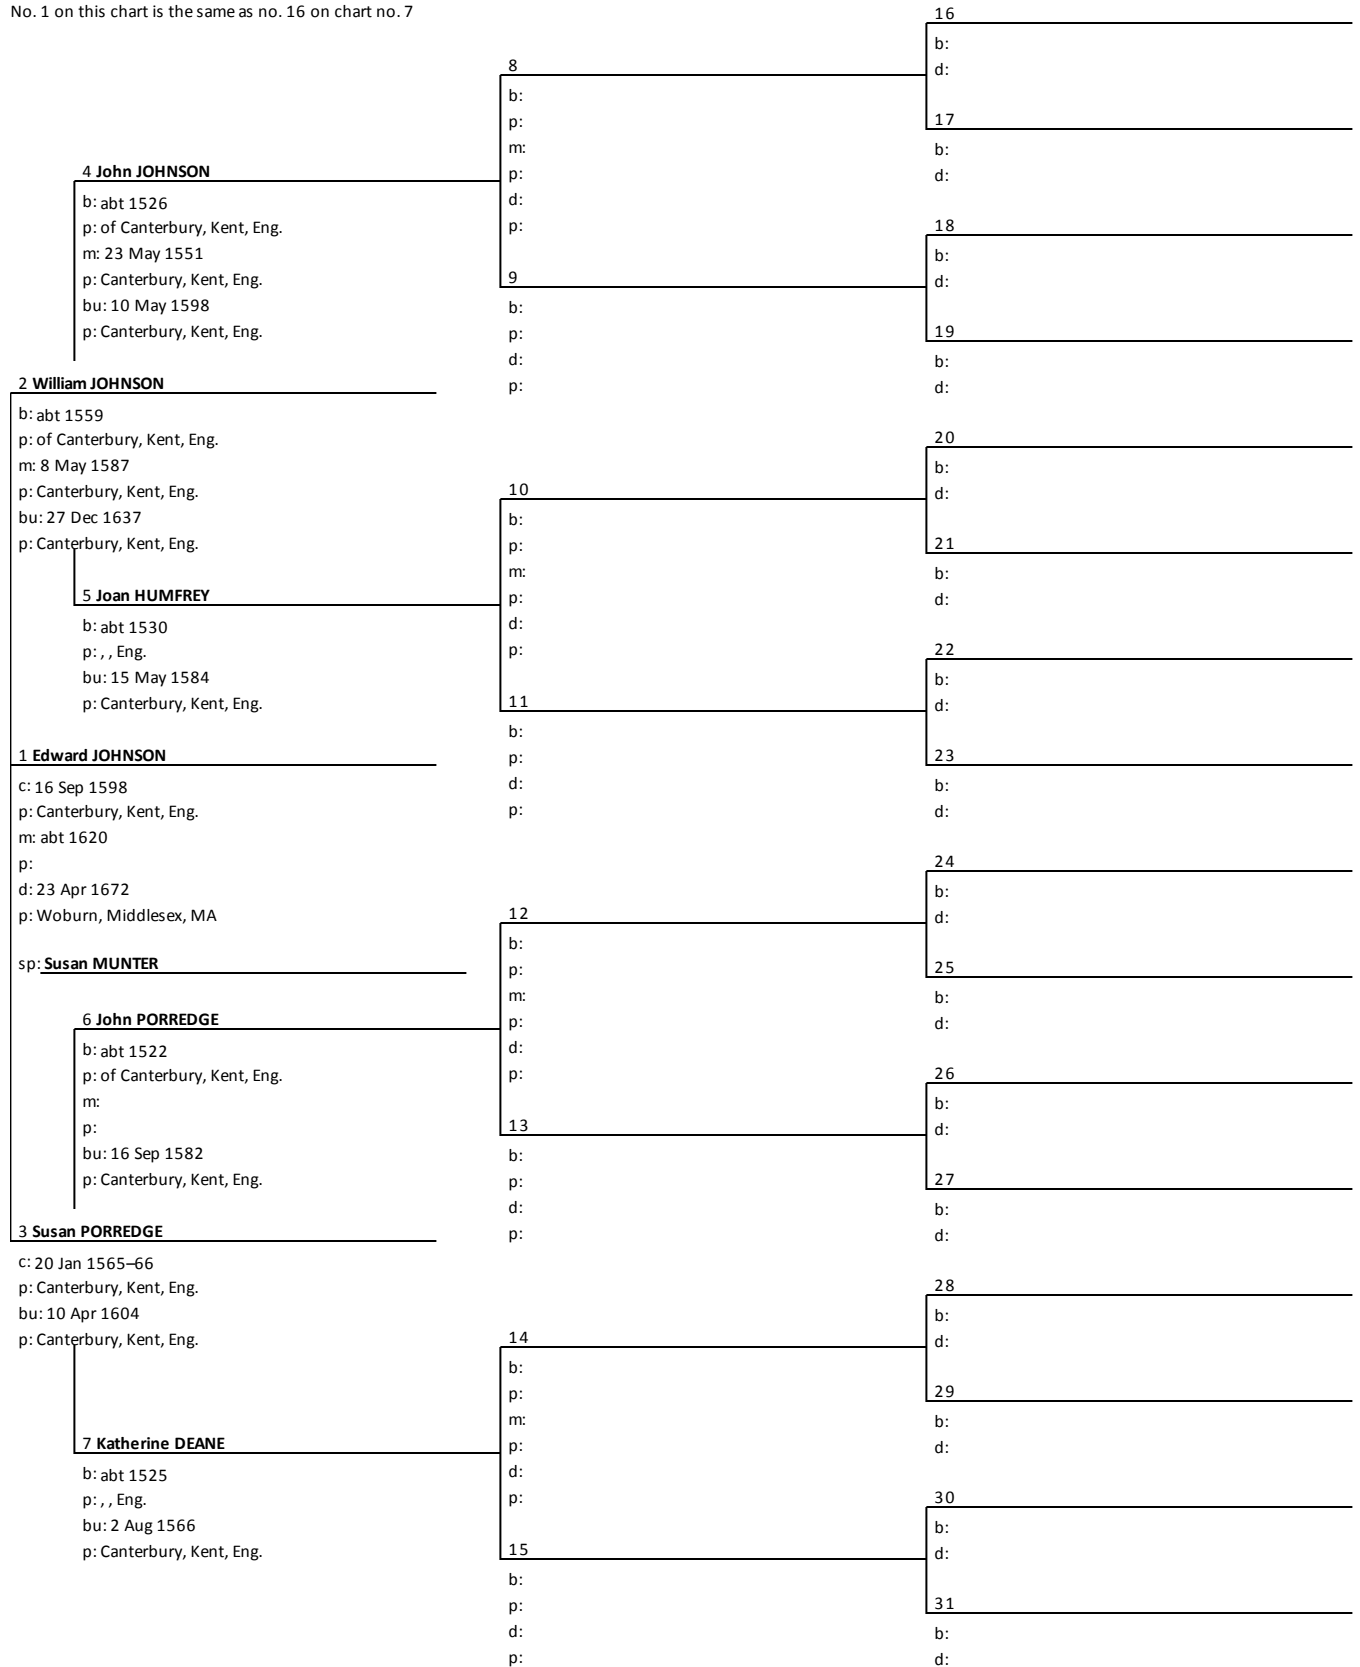 No. 1 on this chart is the same as no. 16 on chart no. 7
4 John JOHNSON
b: abt 1526
p: of Canterbury, Kent, Eng.
m: 23 May 1551
p: Canterbury, Kent, Eng.
bu: 10 May 1598
p: Canterbury, Kent, Eng.
2 William JOHNSON
b: abt 1559
p: of Canterbury, Kent, Eng.
m: 8 May 1587
p: Canterbury, Kent, Eng.
bu: 27 Dec 1637
p: Canterbury, Kent, Eng.
5 Joan HUMFREY
b: abt 1530
p: , , Eng.
bu: 15 May 1584
p: Canterbury, Kent, Eng.
1 Edward JOHNSON
c: 16 Sep 1598
p: Canterbury, Kent, Eng.
m: abt 1620
p:
d: 23 Apr 1672
p: Woburn, Middlesex, MA
sp: Susan MUNTER
6 John PORREDGE
b: abt 1522
p: of Canterbury, Kent, Eng.
m:
p:
bu: 16 Sep 1582
p: Canterbury, Kent, Eng.
3 Susan PORREDGE
c: 20 Jan 1565–66
p: Canterbury, Kent, Eng.
bu: 10 Apr 1604
p: Canterbury, Kent, Eng.
7 Katherine DEANE
b: abt 1525
p: , , Eng.
bu: 2 Aug 1566
p: Canterbury, Kent, Eng.
8
b:
p:
m:
p:
d:
p:
9
b:
p:
d:
p:
10
b:
p:
m:
p:
d:
p:
11
b:
p:
d:
p:
12
b:
p:
m:
p:
d:
p:
13
b:
p:
d:
p:
14
b:
p:
m:
p:
d:
p:
15
b:
p:
d:
p:
16
b:
d:
17
b:
d:
18
b:
d:
19
b:
d:
20
b:
d:
21
b:
d:
22
b:
d:
23
b:
d:
24
b:
d:
25
b:
d:
26
b:
d:
27
b:
d:
28
b:
d:
29
b:
d:
30
b:
d:
31
b:
d: